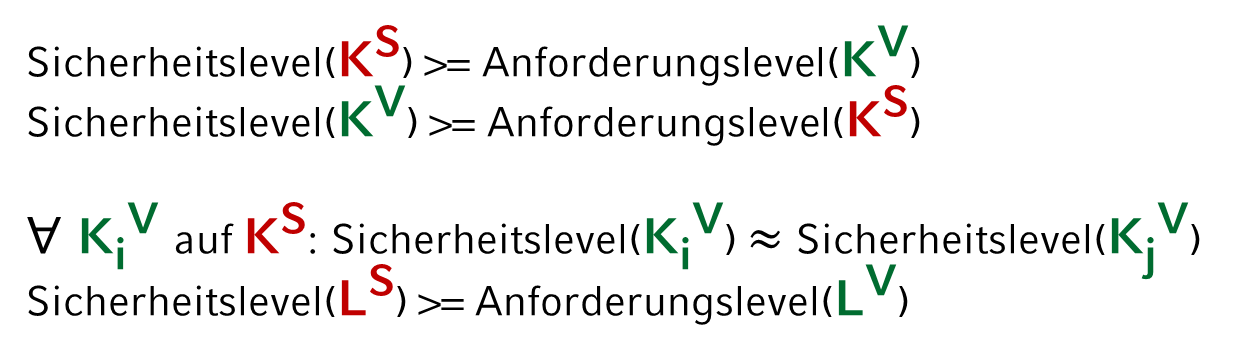 Sicherheitslevel(K^S) >= Anforderungslevel(K^V)
Sicherheitslevel(K^V) >= Anforderungslevel(K^S)
∀ K_i^V auf K^S: Sicherheitslevel(K_i^V) ≈ Sicherheitslevel(K_j^V)
Sicherheitslevel(L^S) >= Anforderungslevel(L^V)